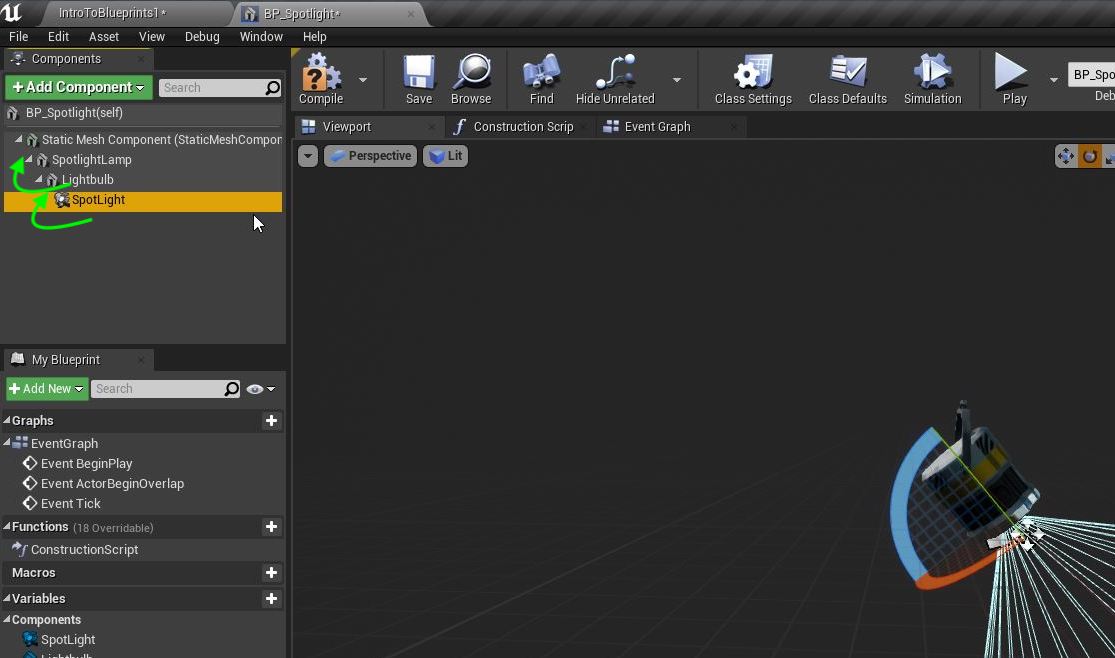 IntroToBlueprints1*
BP_Spotlight*
File Edit Asset View Debug Window Help
Components
+Add Component
Search
Compile Save Browse Find Hide Unrelated Class Settings Class Defaults Simulation Play
BP_Spo
Deb
BP_Spotlight(self)
Viewport Construction Scrip Event Graph
Static Mesh Component (StaticMeshCompon
Perspective Lit
SpotlightLamp
Lightbulb
SpotLight
My Blueprint
+Add New
Search
Graphs
EventGraph
Event BeginPlay
Event ActorBeginOverlap
Event Tick
Functions (18 Overridable)
ConstructionScript
Macros
Variables
Components
SpotLight
Lightbulb